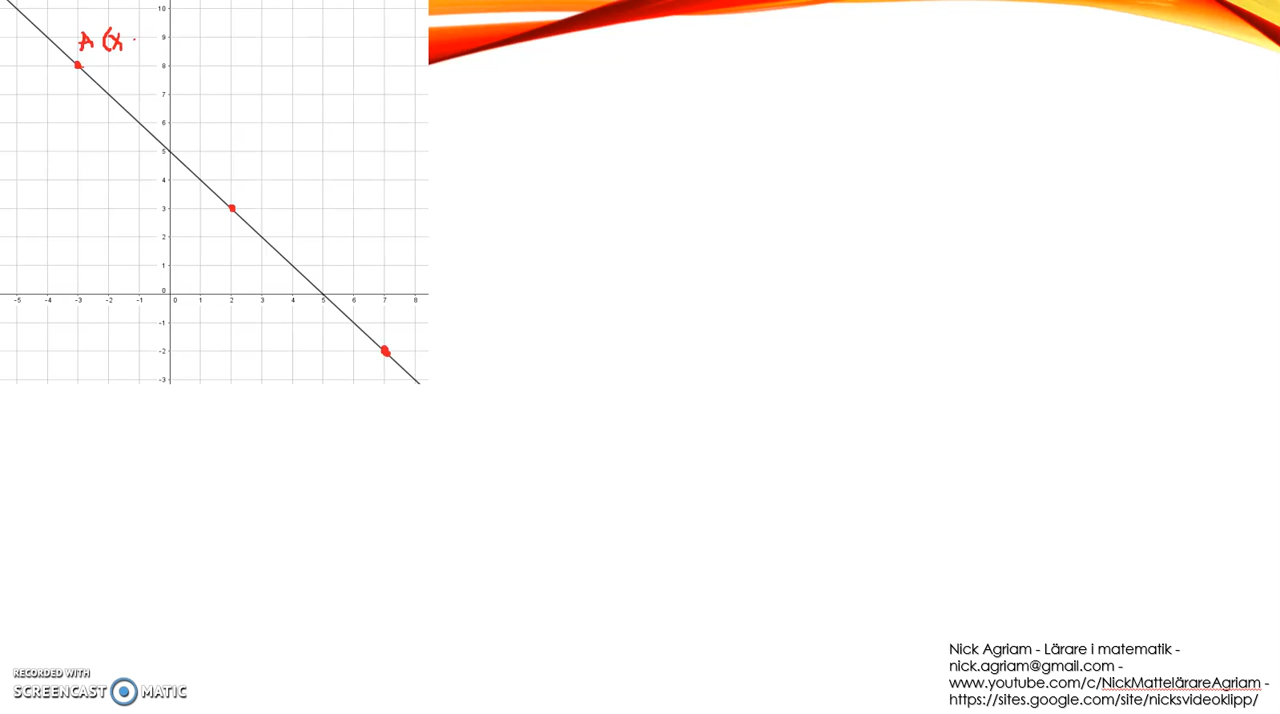 10
9
A (x
8
7
6
5
4
3
2
1
0
-5 -4 -3 -2 -1 0 1 2 3 4 5 6 7 8
-1
-2
-3
Nick Agriam - Lärare i matematik -
nick.agriam@gmail.com -
www.youtube.com/c/NickMattelärareAgriam -
https://sites.google.com/site/nicksvideoklipp/
RECORDED WITH
SCREENCAST MATIC